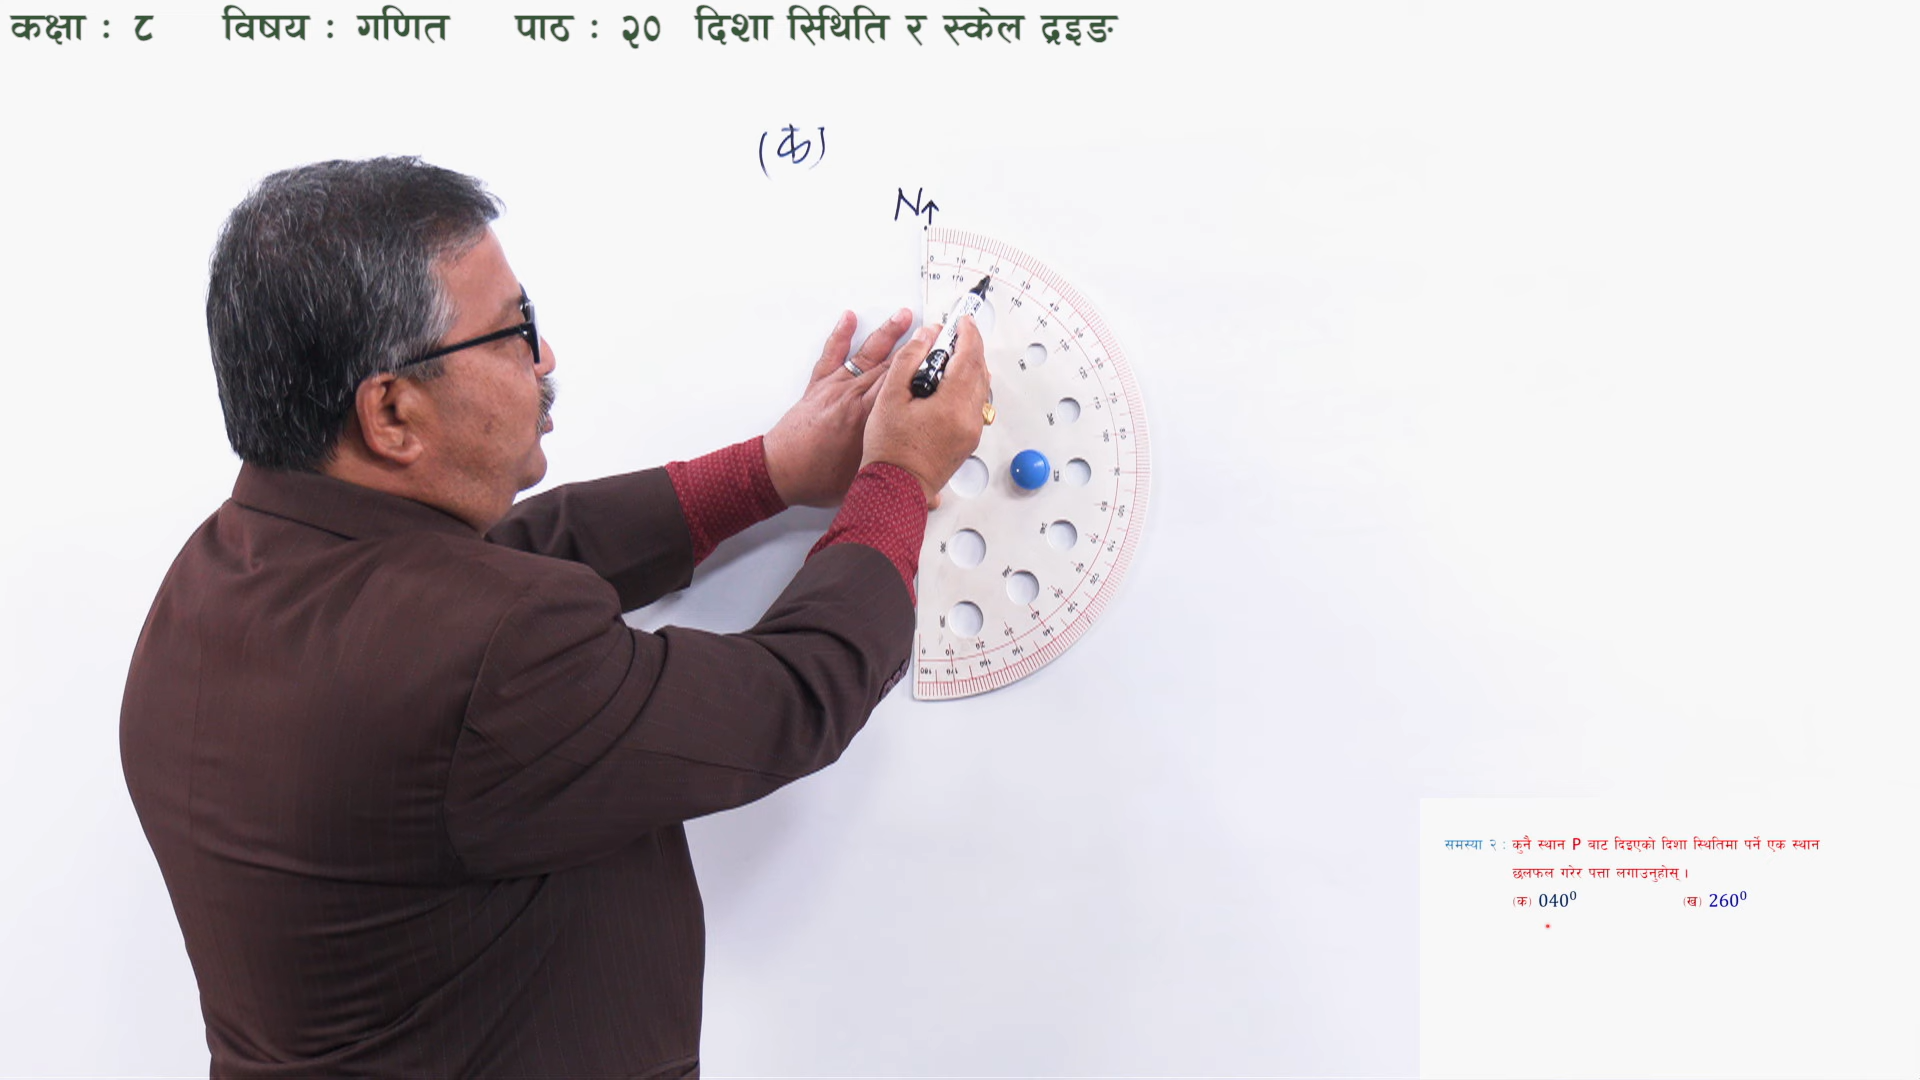 कक्षा : ८ विषय : गणित पाठ : २० दिशा स्थिति र स्केल द्रइङ
(क)
N
समस्या २ : कुनै स्थान P बाट दिइएको दिशा स्थितिमा पर्ने एक स्थान
छलफल गरेर पत्ता लगाउनुहोस् ।
(क) 040⁰ (ख) 260⁰